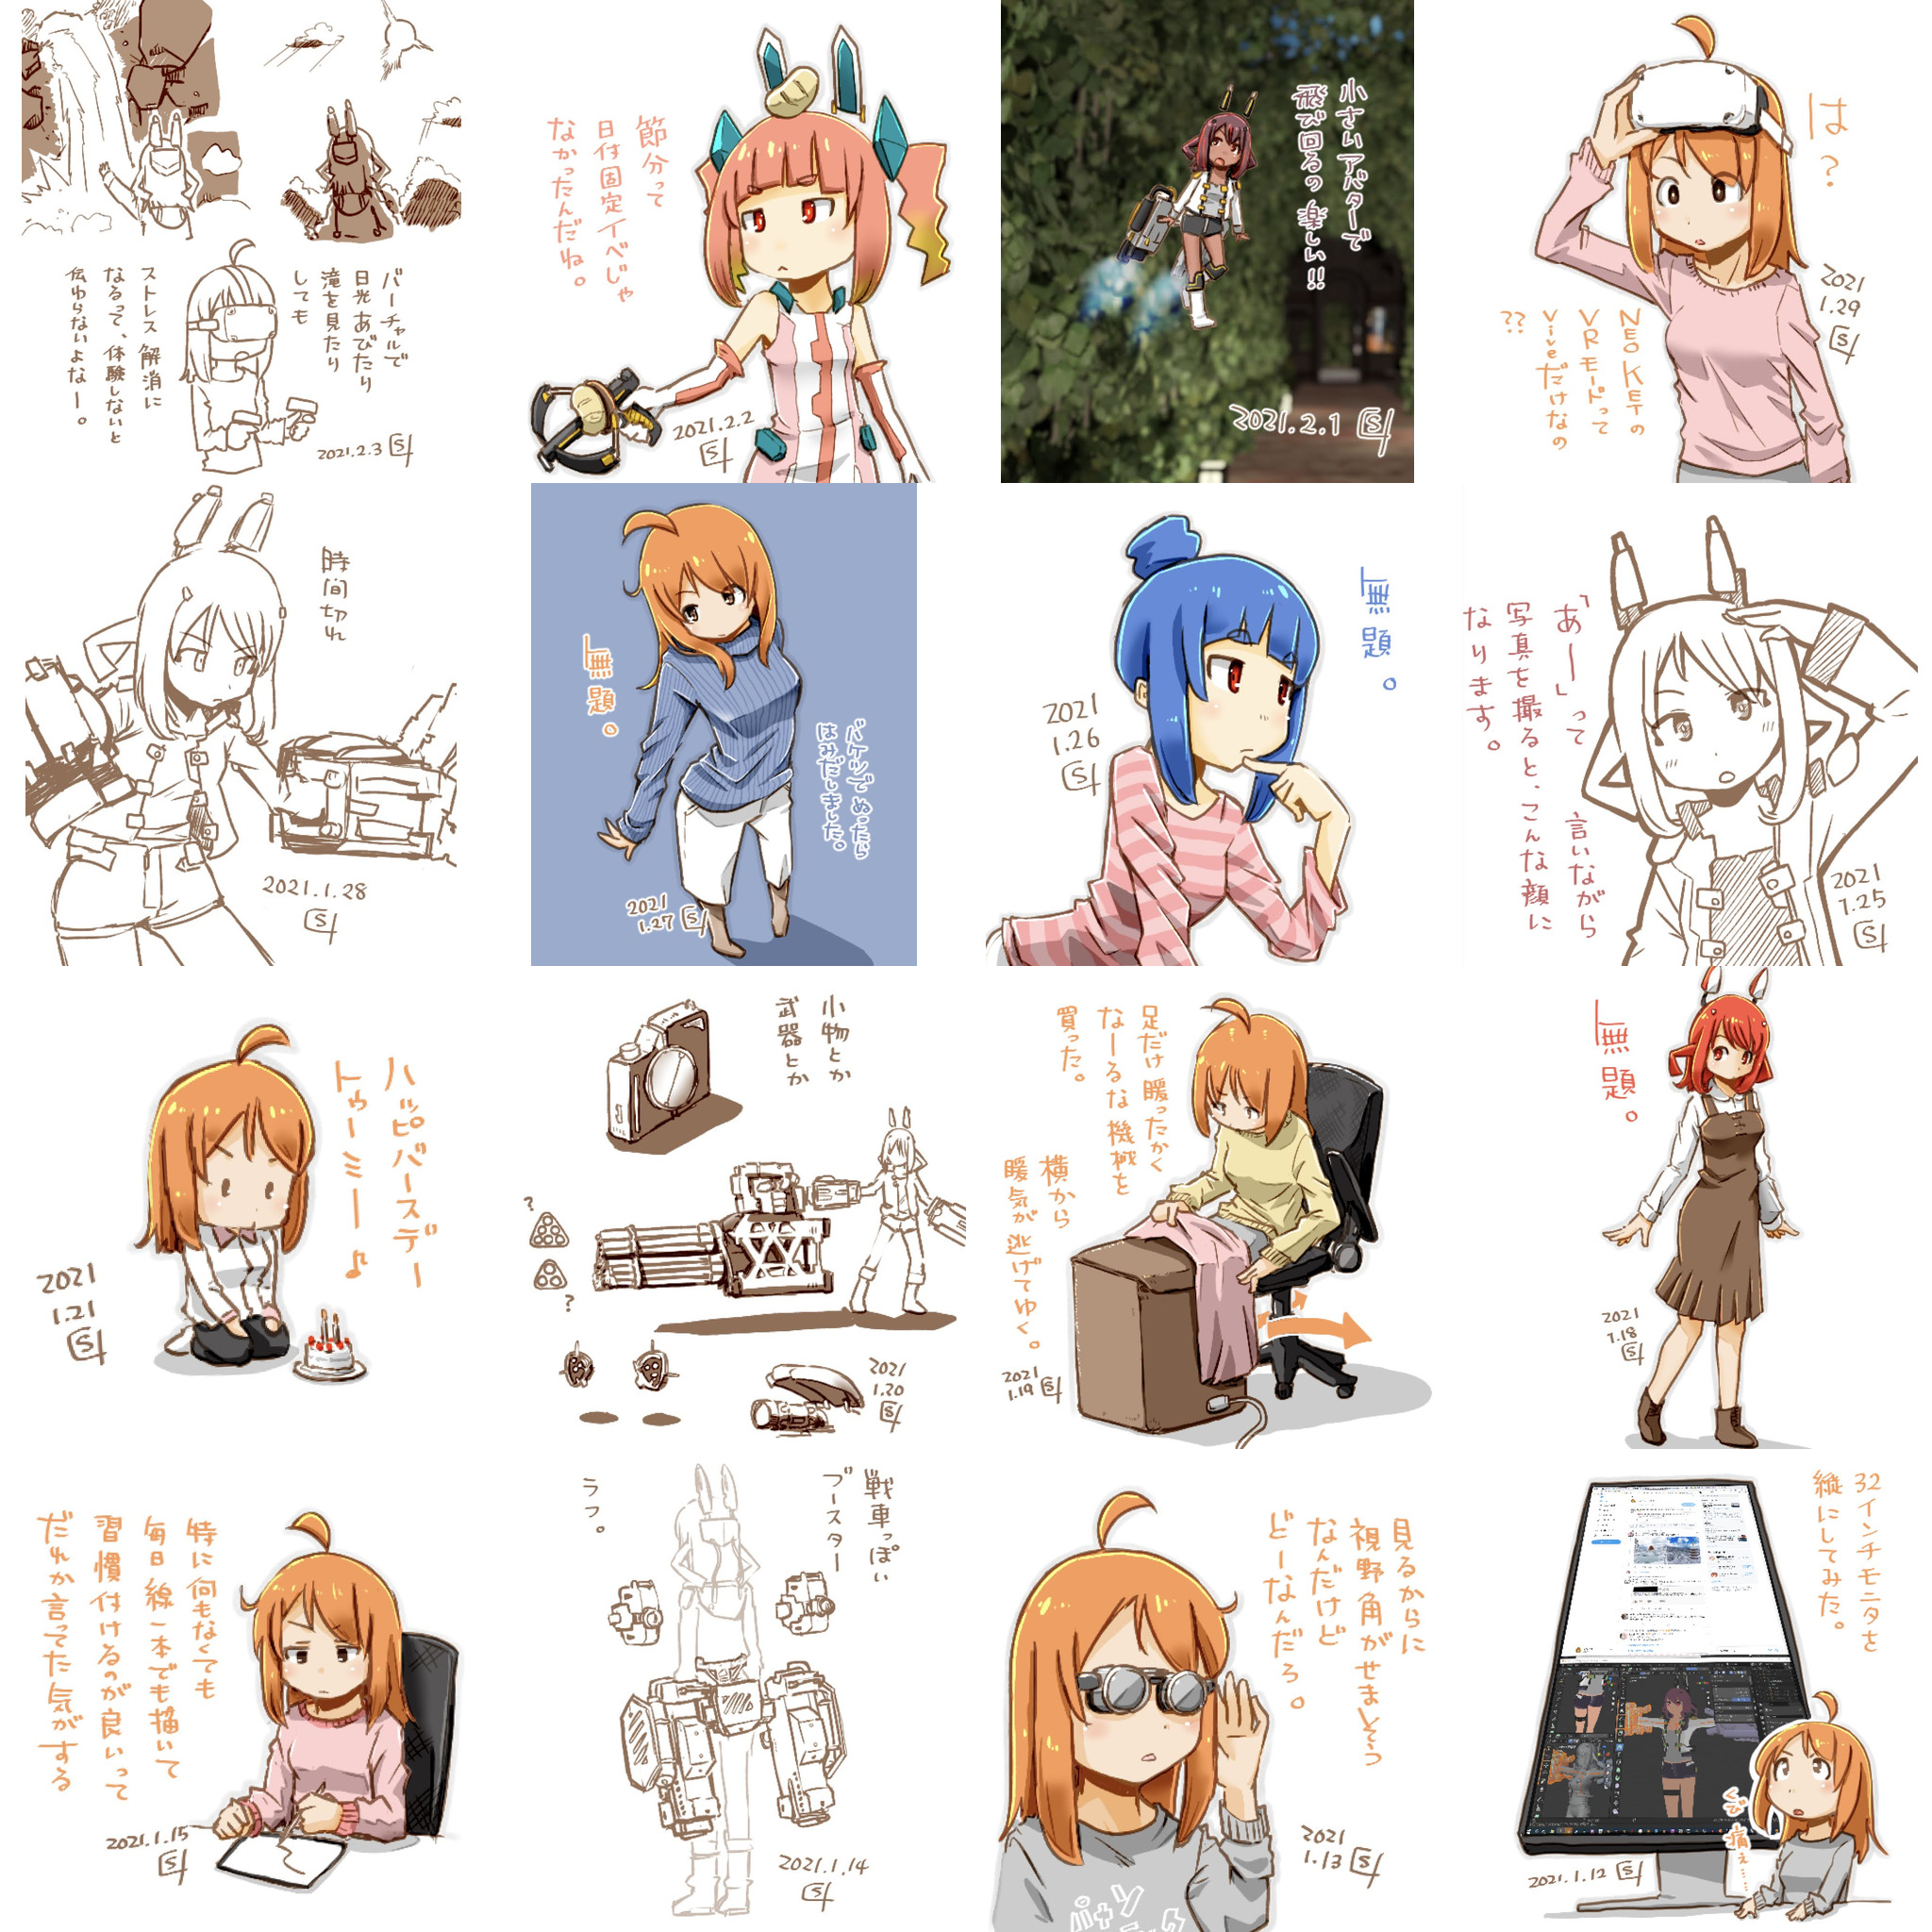 バーチャルで
日光あびたり
滝を見たり
しても
ストレス解消に
なるって、体験しないと
伝わらないよなー。
2021.2.3
節分って
日付固定イベじゃ
なかったんだね。
2021.2.2
小さいアバターで
飛び回るの楽しい!!
2021.2.1
は?
2021
1.29
NEOKETの
VRモードって
Viveだけなの
??
時間切れ
2021.1.28
無題。
バケツでぬったら
はみだしました。
2021
1.27
無題。
2021
1.26
「あー」って言いながら
写真を撮ると、こんな顔に
なります。
2021
1.25
ハッピバースデー
トゥーミー♪
2021
1.21
小物とか
武器とか
?
?
2021
1.20
足だけ暖ったかく
なーるな機械を
買った。
横から
暖気が逃げてゆく。
2021
1.19
無題。
2021
1.18
特に何もなくても
毎日線一本でも描いて
習慣付けるのが良いって
だれか言ってた気がする
2021.1.15
戦車っぽい
ブースター
ラフ。
2021.1.14
見るからに
視野角がせまそう
なんだけど
どーなんだろ。
2021
1.13
32インチモニタを
縦にしてみた。
くび痛ぇ……
2021.1.12